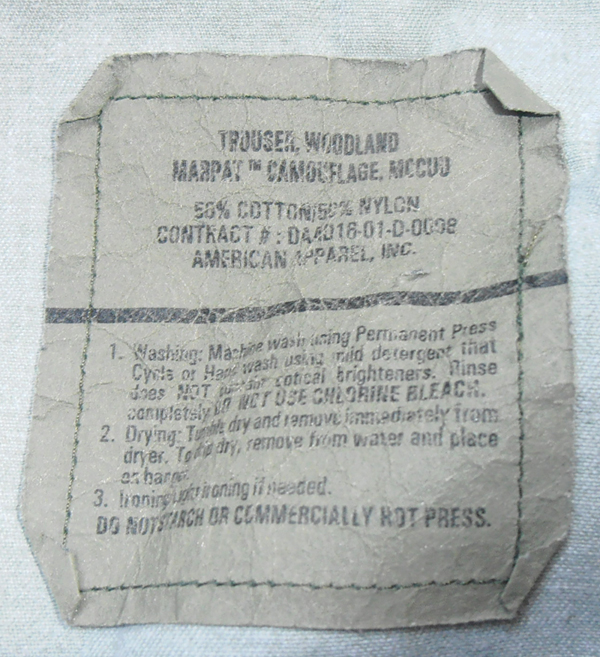 TROUSER, WOODLAND
MARPAT ™ CAMOUFLAGE, MCCUU
50% COTTON/50% NYLON
CONTRACT # : DA4018-01-D-0008
AMERICAN APPAREL, INC.
1. Washing: Machine wash using Permanent Press
Cycle or Hand wash using mild detergent that
does NOT contain optical brighteners. Rinse
completely DO NOT USE CHLORINE BLEACH.
2. Drying: Tumble dry and remove immediately from
dryer. To drip dry, remove from water and place
on hanger.
3. Ironing: Light ironing if needed.
DO NOT STARCH OR COMMERCIALLY HOT PRESS.